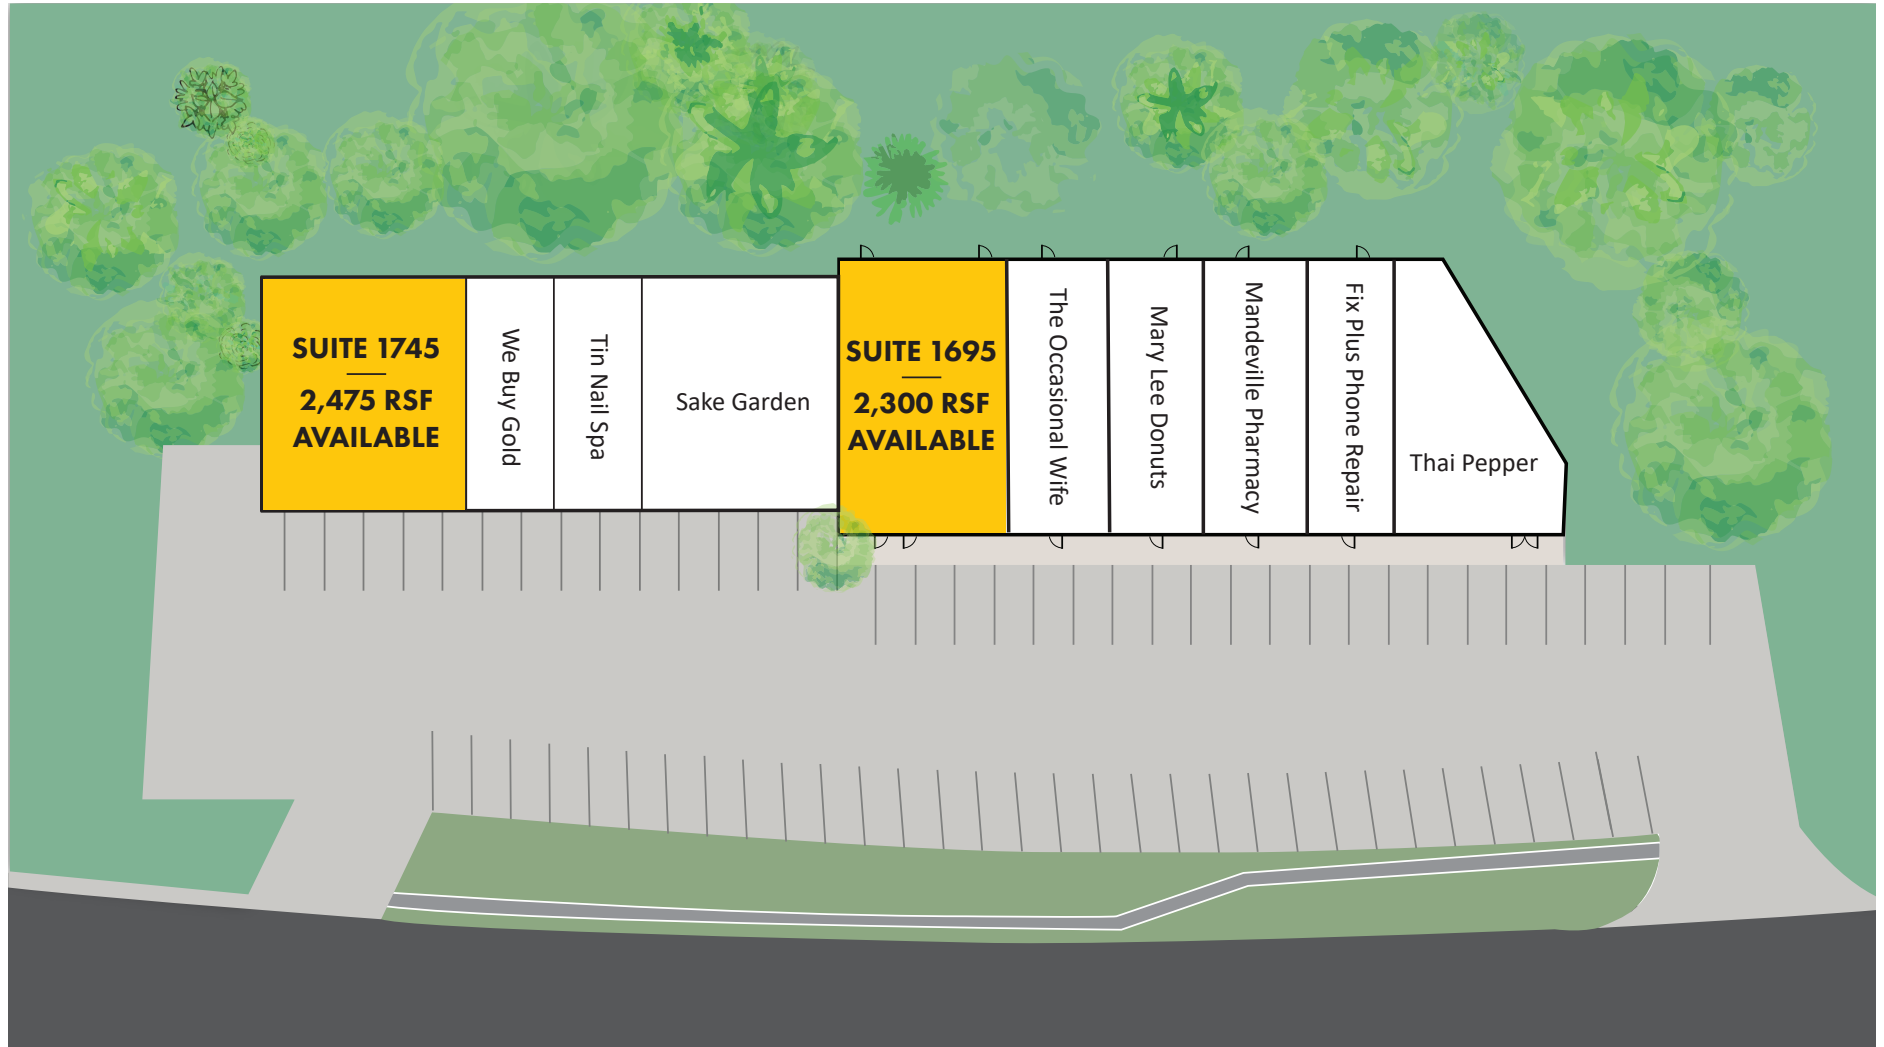 SUITE 1745
2,475 RSF
AVAILABLE
We Buy Gold
Tin Nail Spa
Sake Garden
SUITE 1695
2,300 RSF
AVAILABLE
The Occasional Wife
Mary Lee Donuts
Mandeville Pharmacy
Fix Plus Phone Repair
Thai Pepper